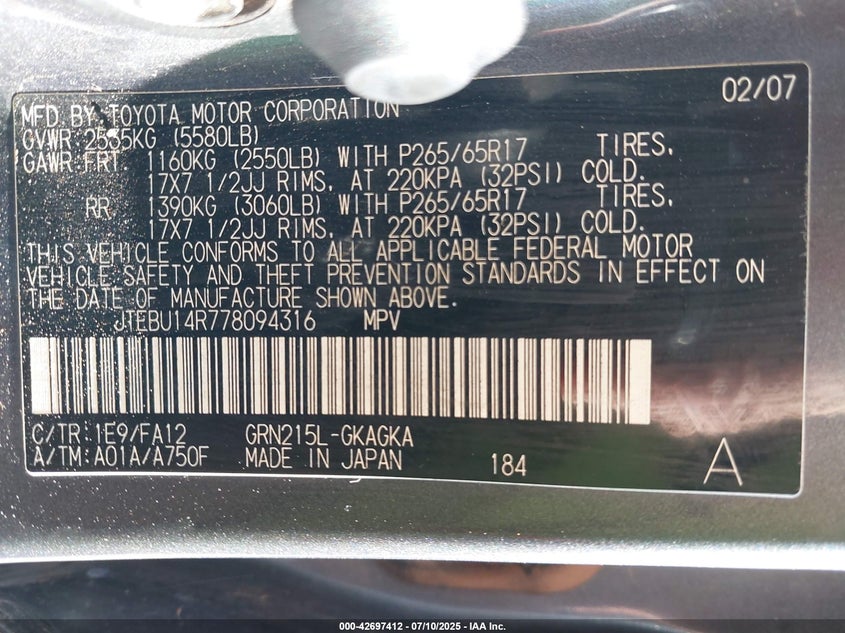 02/07
MFD BY TOYOTA MOTOR CORPORATION
GVWR 2535KG (5580LB)
GAWR FRT 1160KG (2550LB) WITH P265/65R17 TIRES,
17X7 1/2JJ RIMS, AT 220KPA (32PSI) COLD.
RR 1390KG (3060LB) WITH P265/65R17 TIRES,
17X7 1/2JJ RIMS, AT 220KPA (32PSI) COLD.
THIS VEHICLE CONFORMS TO ALL APPLICABLE FEDERAL MOTOR
VEHICLE SAFETY AND THEFT PREVENTION STANDARDS IN EFFECT ON
THE DATE OF MANUFACTURE SHOWN ABOVE.
JTEBU14R778094316 MPV
C/TR:1E9/FA12 GRN215L-GKAGKA
A/TM:A01A/A750F MADE IN JAPAN 184 A
000-42697412 - 07/10/2025 - IAA Inc.